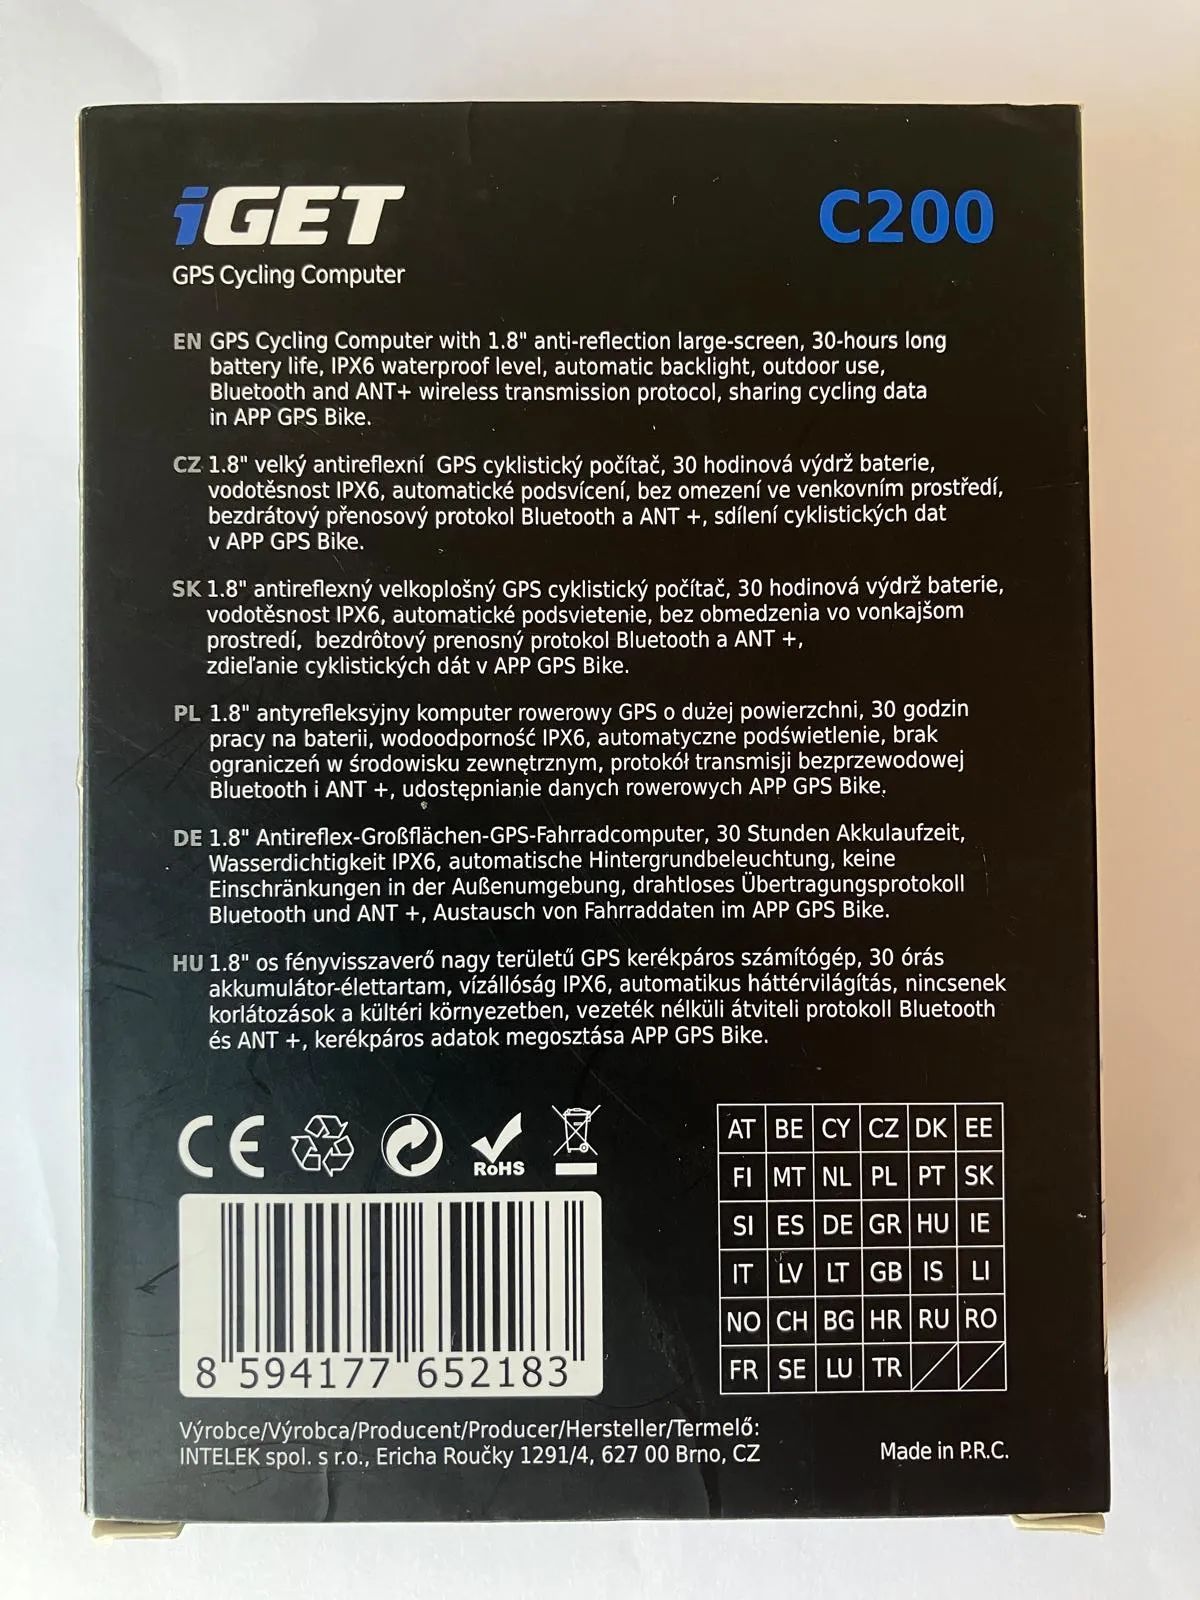 iGET
C200
GPS Cycling Computer
EN GPS Cycling Computer with 1.8" anti-reflection large-screen, 30-hours long
battery life, IPX6 waterproof level, automatic backlight, outdoor use,
Bluetooth and ANT+ wireless transmission protocol, sharing cycling data
in APP GPS Bike.
CZ 1.8" velký antireflexní GPS cyklistický počítač, 30 hodinová výdrž baterie,
vodotěsnost IPX6, automatické podsvícení, bez omezení ve venkovním prostředí,
bezdrátový přenosový protokol Bluetooth a ANT +, sdílení cyklistických dat
v APP GPS Bike.
SK 1.8" antireflexný velkoplošný GPS cyklistický počítač, 30 hodinová výdrž baterie,
vodotěsnost IPX6, automatické podsvietenie, bez obmedzenia vo vonkajšom
prostredí, bezdrôtový prenosný protokol Bluetooth a ANT +,
zdieľanie cyklistických dát v APP GPS Bike.
PL 1.8" antyrefleksyjny komputer rowerowy GPS o dużej powierzchni, 30 godzin
pracy na baterii, wodoodporność IPX6, automatyczne podświetlenie, brak
ograniczeń w środowisku zewnętrznym, protokół transmisji bezprzewodowej
Bluetooth i ANT +, udostępnianie danych rowerowych APP GPS Bike.
DE 1.8" Antireflex-Großflächen-GPS-Fahrradcomputer, 30 Stunden Akkulaufzeit,
Wasserdichtigkeit IPX6, automatische Hintergrundbeleuchtung, keine
Einschränkungen in der Außenumgebung, drahtloses Übertragungsprotokoll
Bluetooth und ANT +, Austausch von Fahrraddaten im APP GPS Bike.
HU 1.8" os fényvisszaverő nagy területű GPS kerékpáros számítógép, 30 órás
akkumulátor-élettartam, vízállóság IPX6, automatikus háttérvilágítás, nincsenek
korlátozások a kültéri környezetben, vezeték nélküli átviteli protokoll Bluetooth
és ANT +, kerékpáros adatok megosztása APP GPS Bike.
CE
RoHS
AT BE CY CZ DK EE
FI MT NL PL PT SK
SI ES DE GR HU IE
IT LV LT GB IS LI
NO CH BG HR RU RO
FR SE LU TR
8 594177 652183
Výrobce/Výrobca/Producent/Producer/Hersteller/Termelő:
INTELEK spol. s r.o., Ericha Roučky 1291/4, 627 00 Brno, CZ
Made in P.R.C.